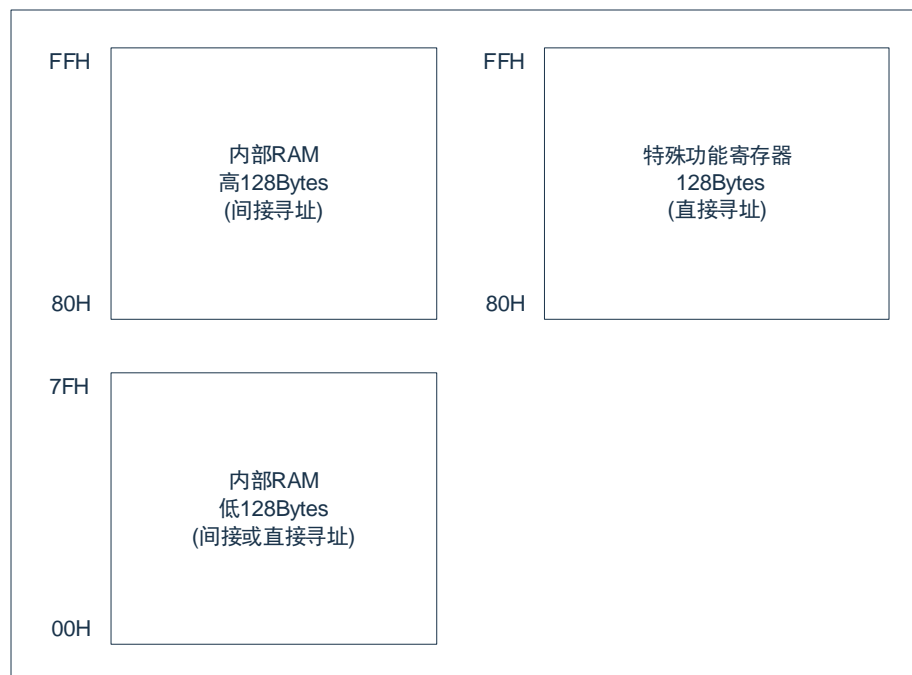 FFH
内部RAM
高128Bytes
(间接寻址)
80H
FFH
特殊功能寄存器
128Bytes
(直接寻址)
80H
7FH
内部RAM
低128Bytes
(间接或直接寻址)
00H